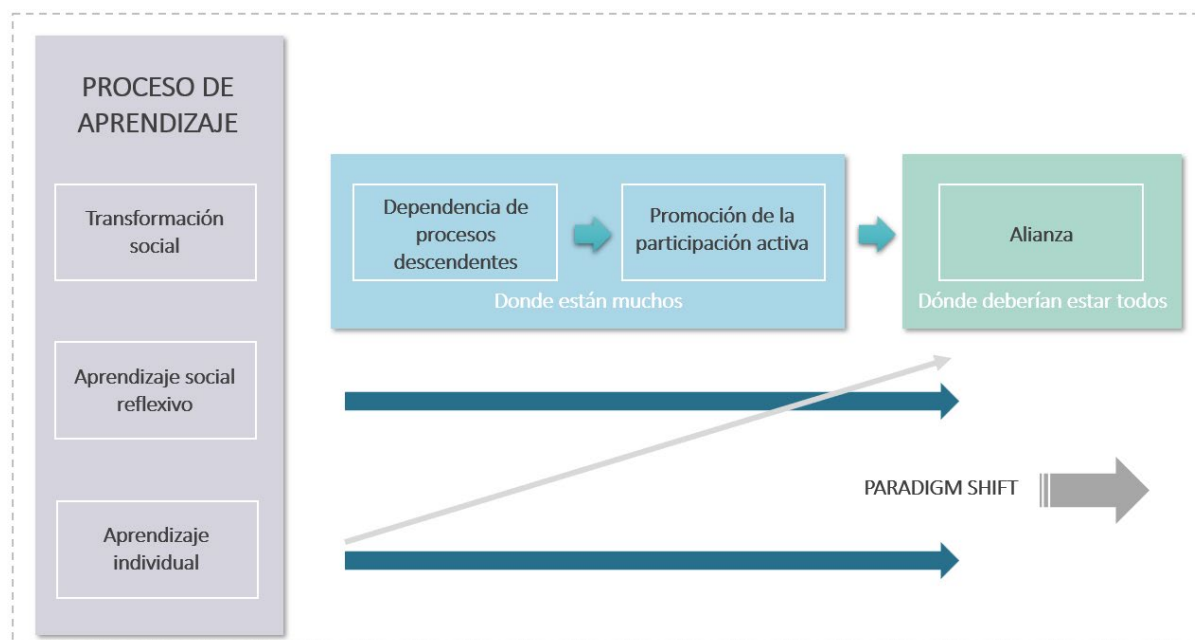 PROCESO DE
APRENDIZAJE
Transformación
social
Aprendizaje social
reflexivo
Aprendizaje
individual
Dependencia de
procesos
descendentes
Promoción de la
participación activa
Donde están muchos
Alianza
Dónde deberían estar todos
PARADIGM SHIFT